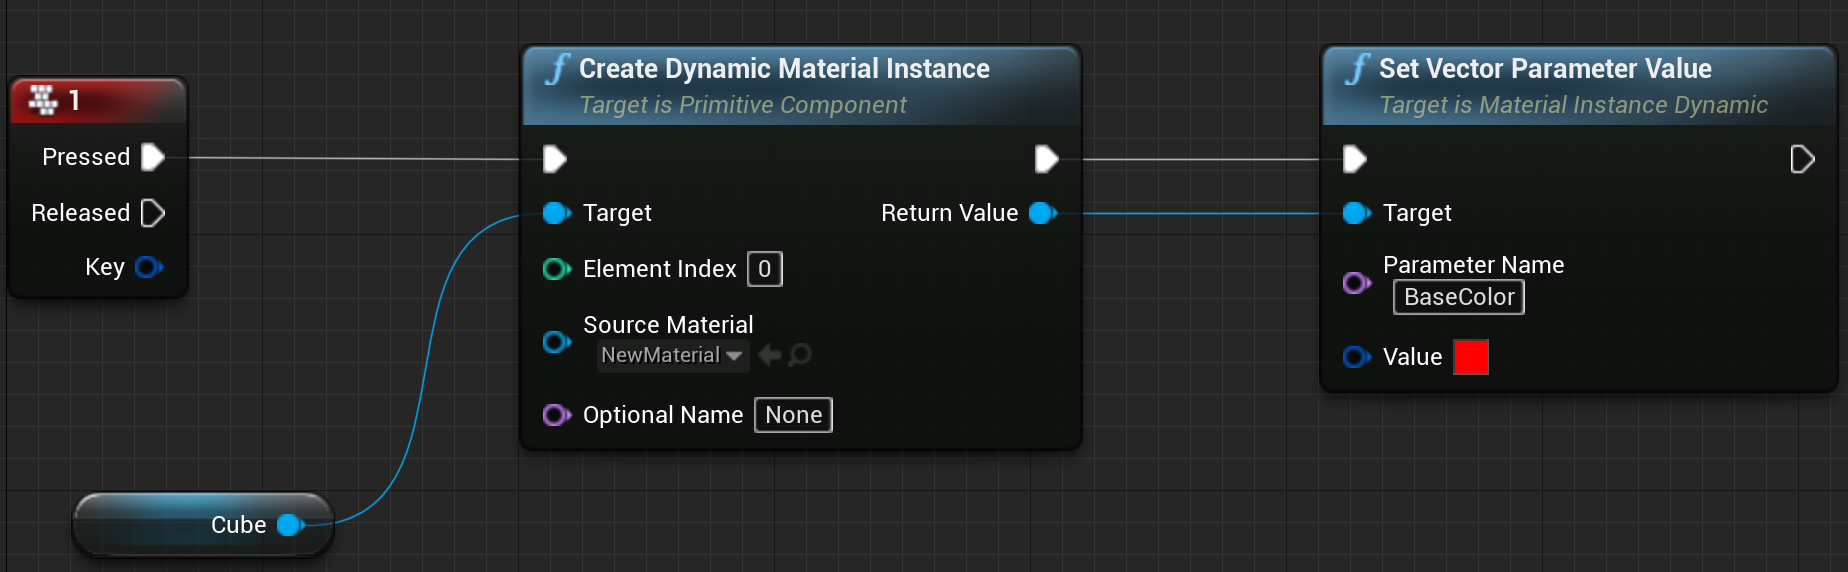 1
Pressed
Released
Key
Cube
f Create Dynamic Material Instance
Target is Primitive Component
Target
Return Value
Element Index 0
Source Material
NewMaterial
Optional Name None
f Set Vector Parameter Value
Target is Material Instance Dynamic
Target
Parameter Name
BaseColor
Value